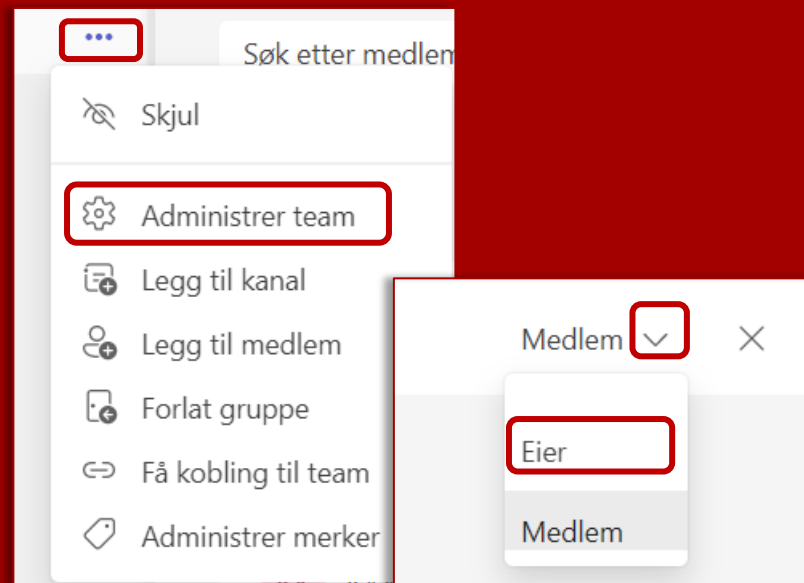 Søk etter
Skjul
Administrer team
Legg til kanal
Legg til medlem
Forlat gruppe
Få kobling til team
Administrer merker
Medlem
Eier
Medlem